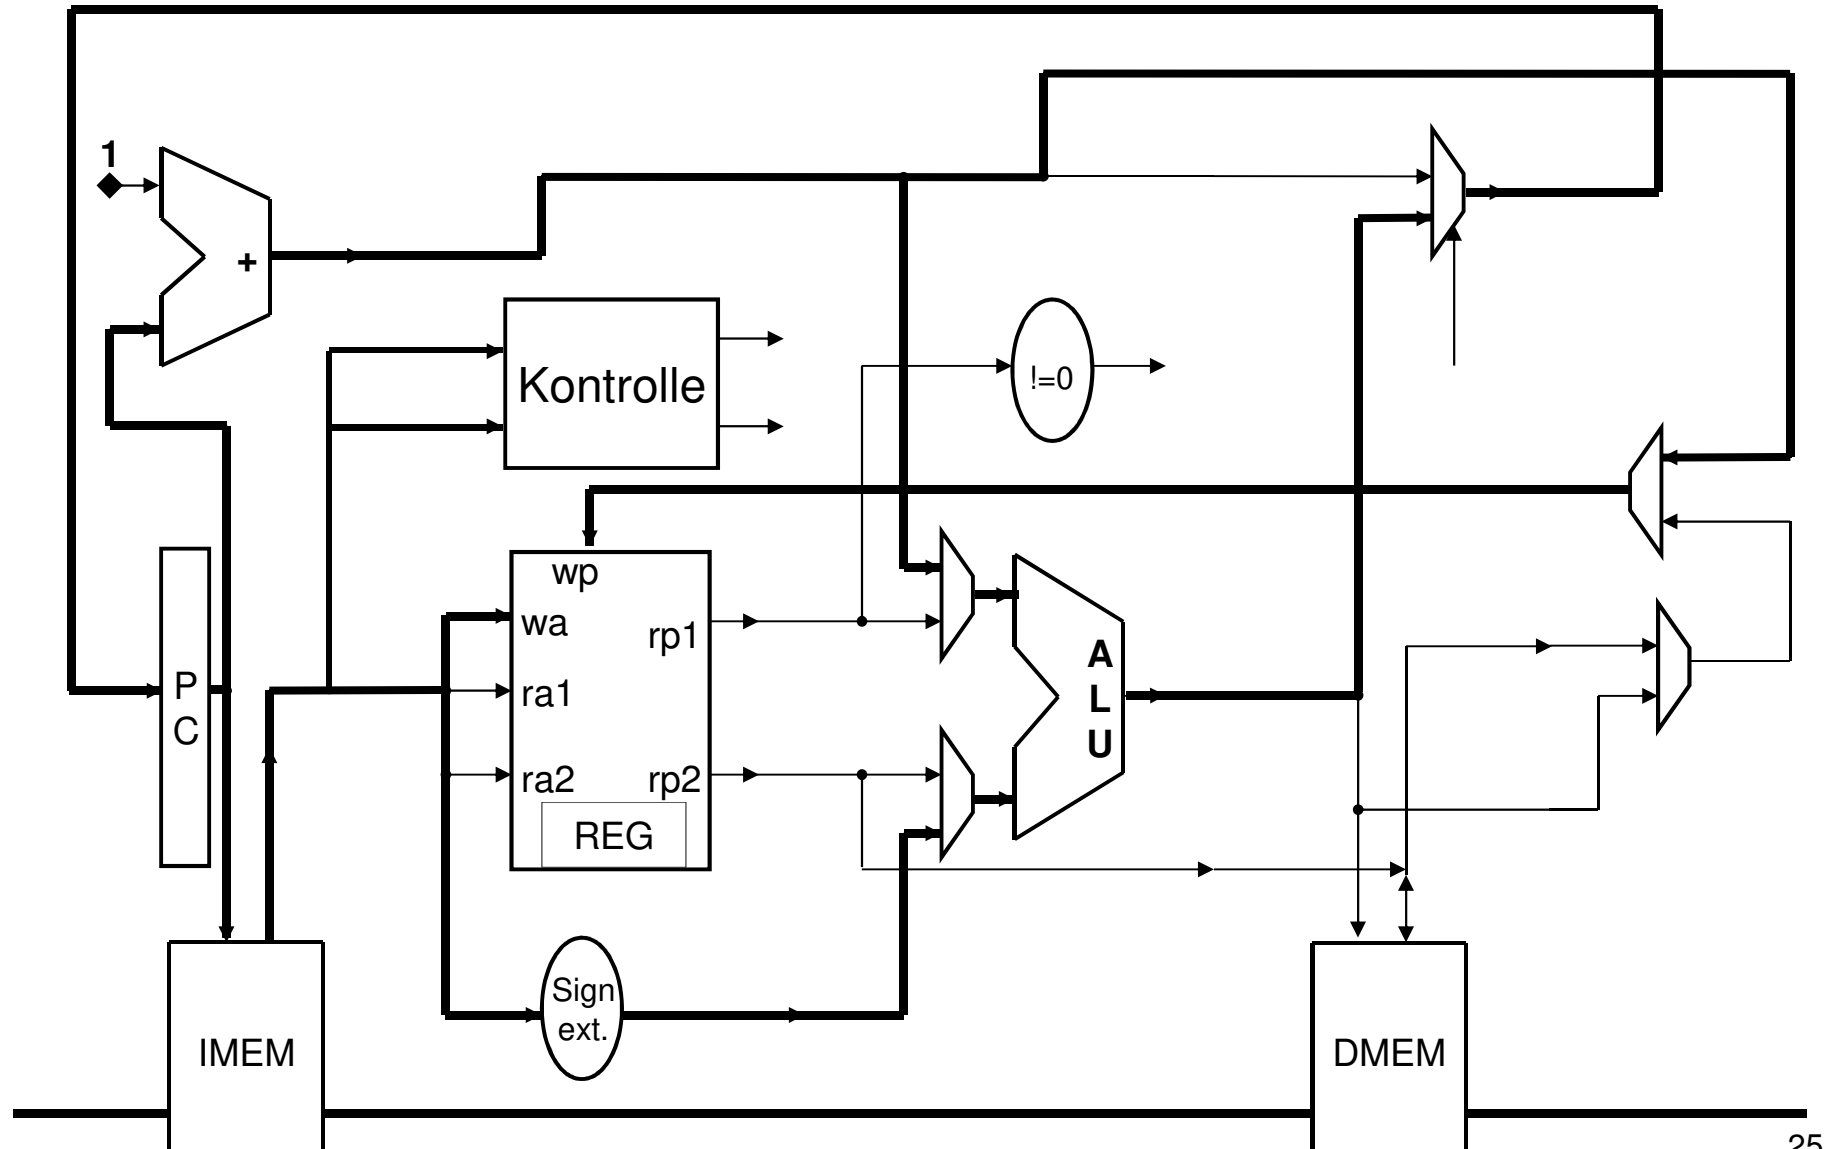 1
+
Kontrolle
!=0
wp
wa
rp1
ra1
ra2
rp2
REG
P
C
A
L
U
Sign
ext.
IMEM
DMEM
25